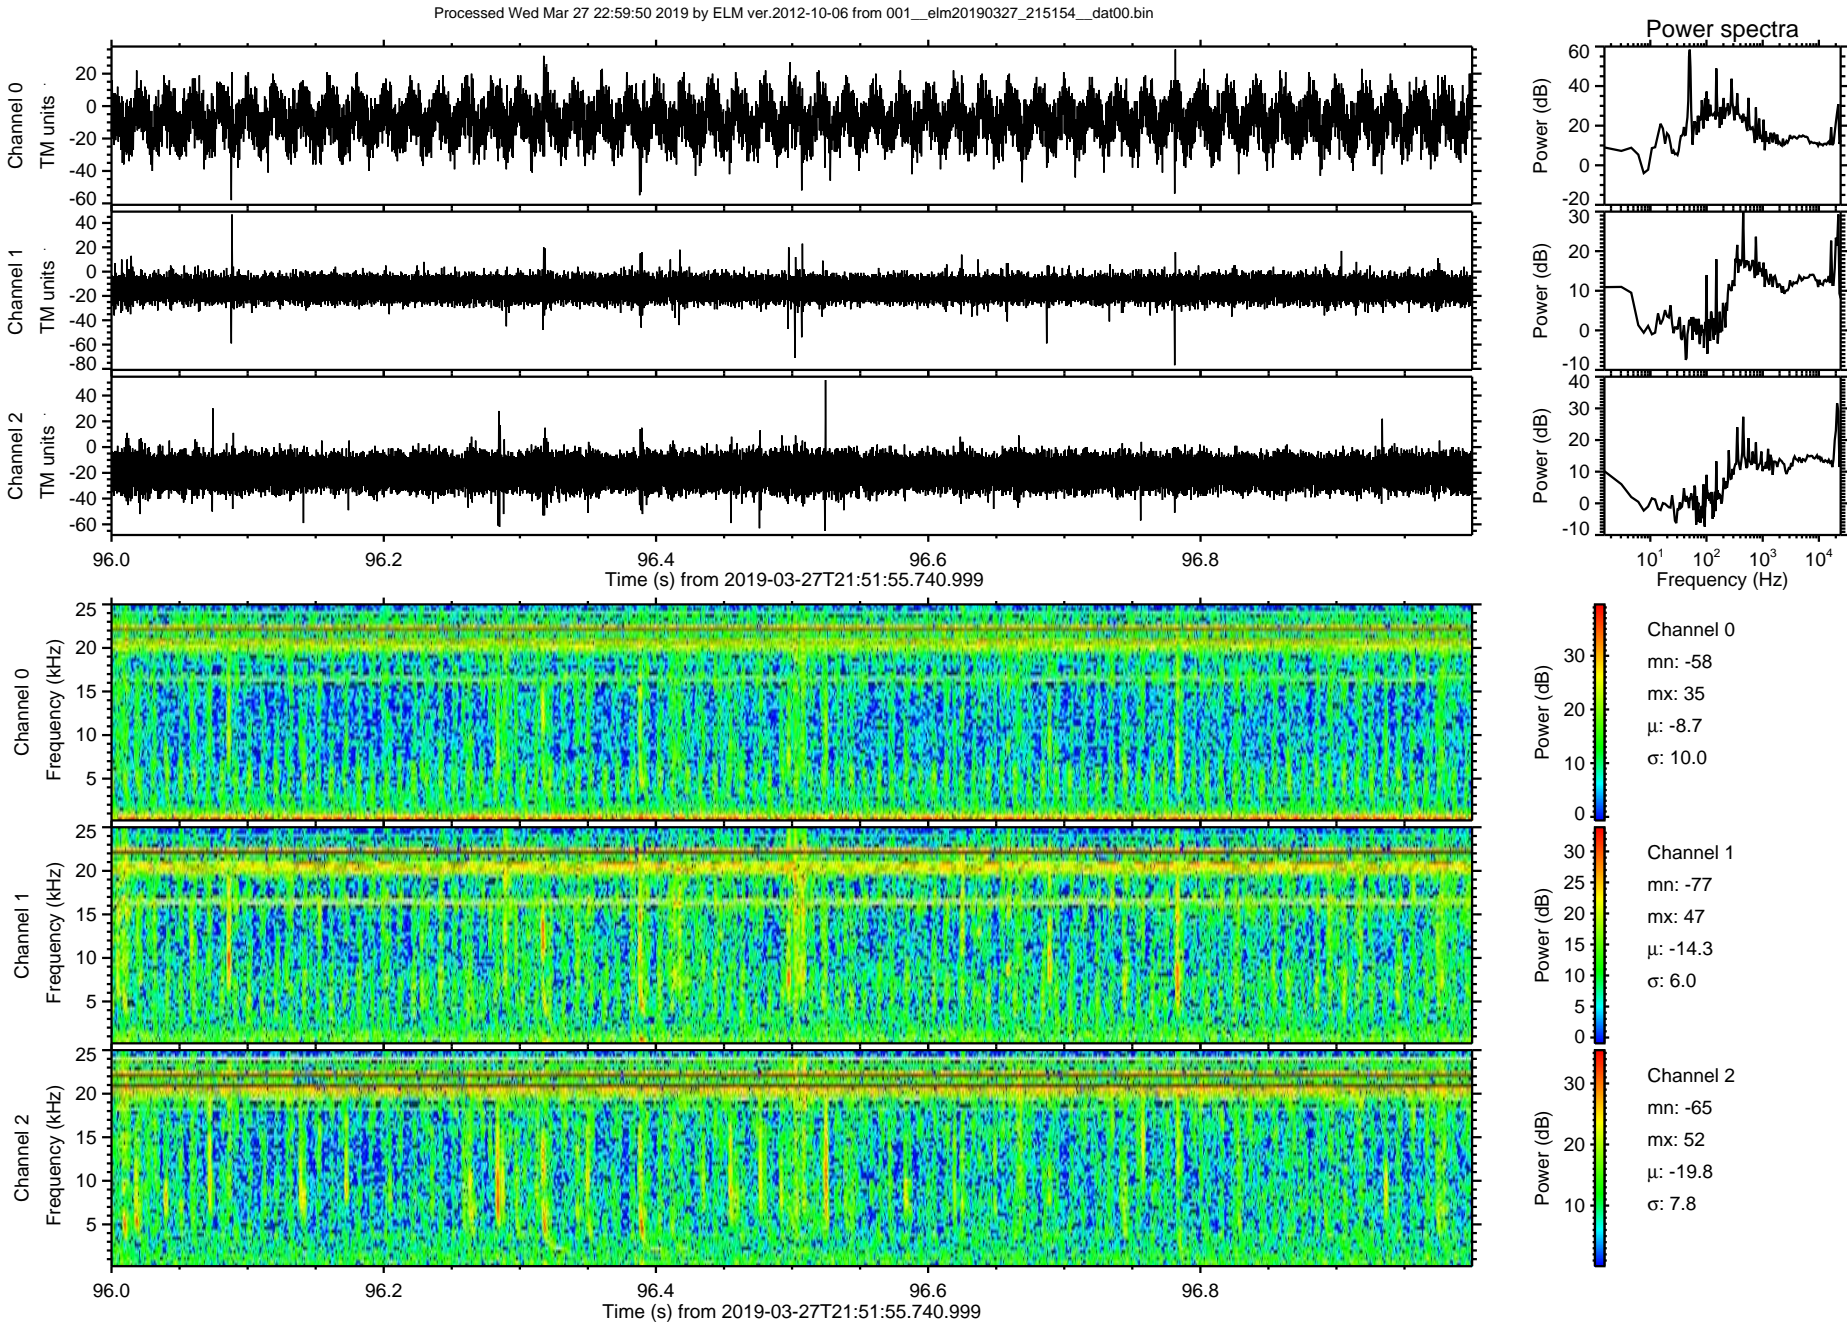 Processed Wed Mar 27 22:59:50 2019 by ELM ver.2012-10-06 from 001__elm20190327_215154__dat00.bin
Power spectra
Channel 0
TM units
20
0
-20
-40
-60
Power (dB)
60
40
20
0
-20
Channel 1
TM units
40
20
0
-20
-40
-60
-80
Power (dB)
30
20
10
0
-10
Channel 2
TM units
40
20
0
-20
-40
-60
Power (dB)
40
30
20
10
0
-10
96.0 96.2 96.4 96.6 96.8
Time (s) from 2019-03-27T21:51:55.740.999
10^1 10^2 10^3 10^4
Frequency (Hz)
Channel 0
Frequency (kHz)
25
20
15
10
5
Power (dB)
30
20
10
0
Channel 0
mn: -58
mx: 35
µ: -8.7
σ: 10.0
Channel 1
Frequency (kHz)
25
20
15
10
5
Power (dB)
30
25
20
15
10
5
0
Channel 1
mn: -77
mx: 47
µ: -14.3
σ: 6.0
Channel 2
Frequency (kHz)
25
20
15
10
5
Power (dB)
30
20
10
Channel 2
mn: -65
mx: 52
µ: -19.8
σ: 7.8
96.0 96.2 96.4 96.6 96.8
Time (s) from 2019-03-27T21:51:55.740.999